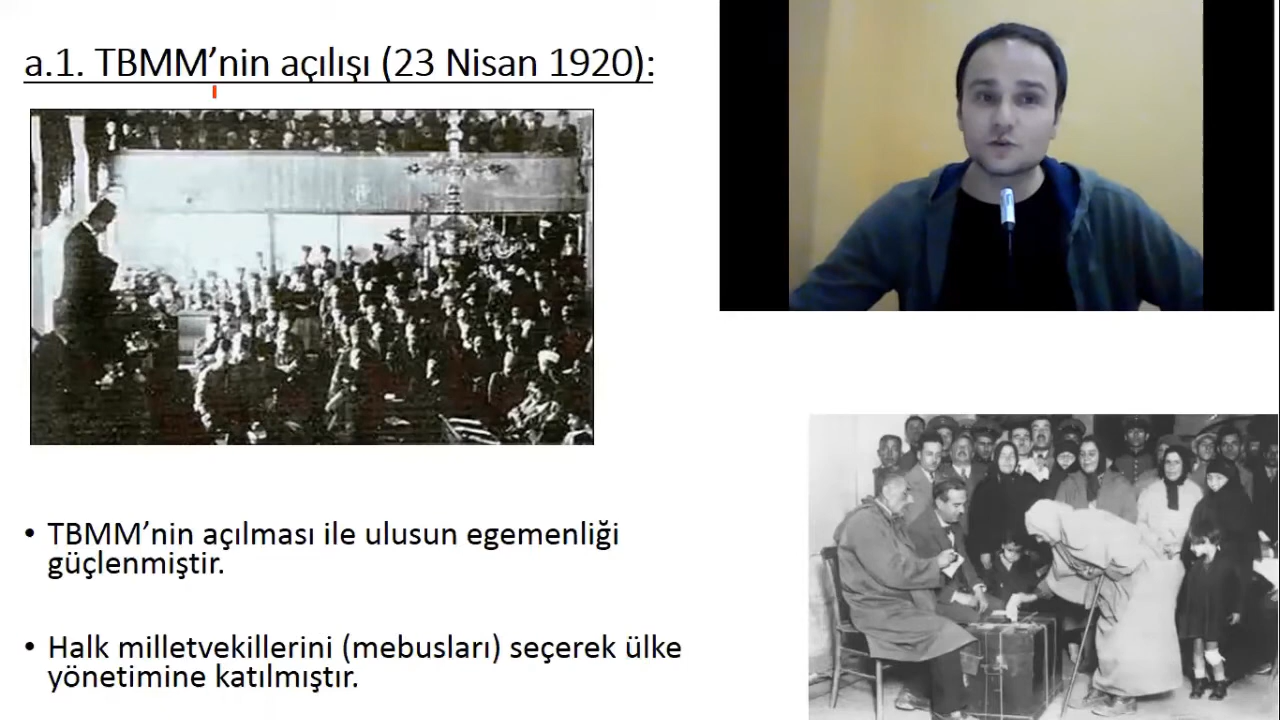 a.1. TBMM’nin açılışı (23 Nisan 1920):
• TBMM’nin açılması ile ulusun egemenliği
güçlenmiştir.
• Halk milletvekillerini (mebusları) seçerek ülke
yönetimine katılmıştır.